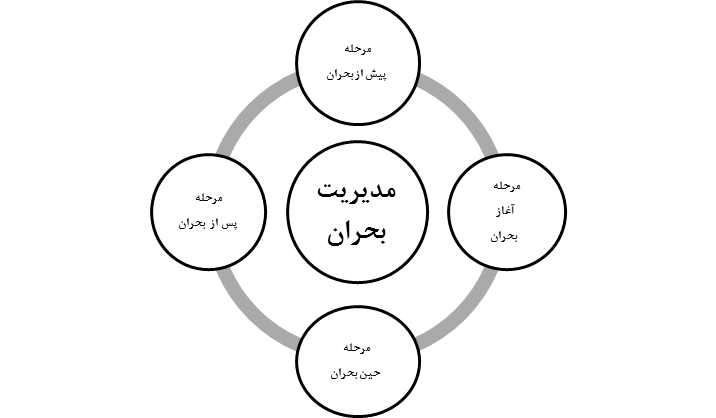 مرحله
پیش از بحران
مدیریت
بحران
مرحله
آغاز
بحران
مرحله
حین بحران
مرحله
پس از بحران